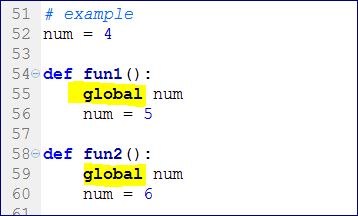 51 # example
52 num = 4
53
54 def fun1():
55     global num
56     num = 5
57
58 def fun2():
59     global num
60     num = 6
61